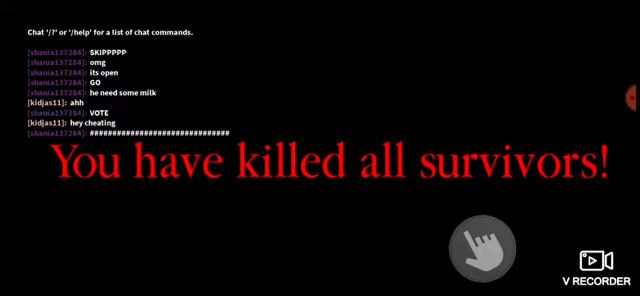 Chat '/?' or '/help' for a list of chat commands.
[shania137284]: SKIPPPPP
[shania137284]: omg
[shania137284]: its open
[shania137284]: GO
[shania137284]: he need some milk
[kidjas11]: ahh
[shania137284]: VOTE
[kidjas11]: hey cheating
[shania137284]: ###############################
You have killed all survivors!
V RECORDER